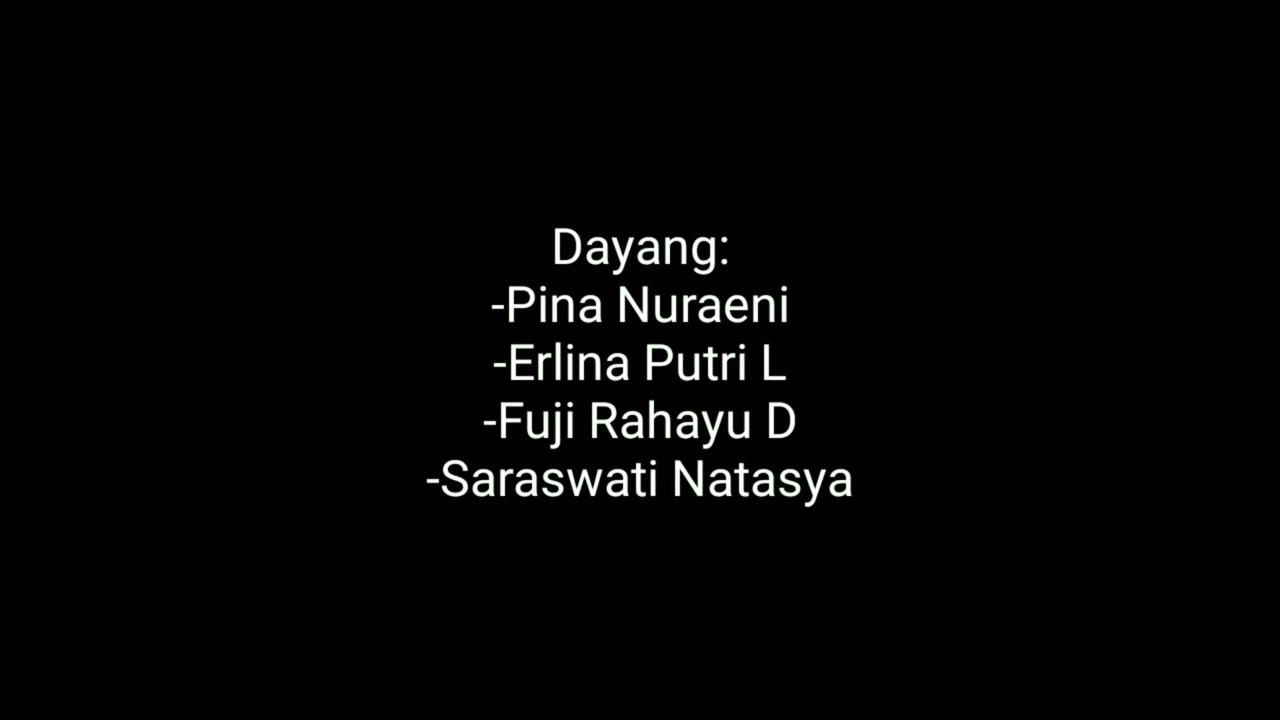 Dayang:
-Pina Nuraeni
-Erlina Putri L
-Fuji Rahayu D
-Saraswati Natasya